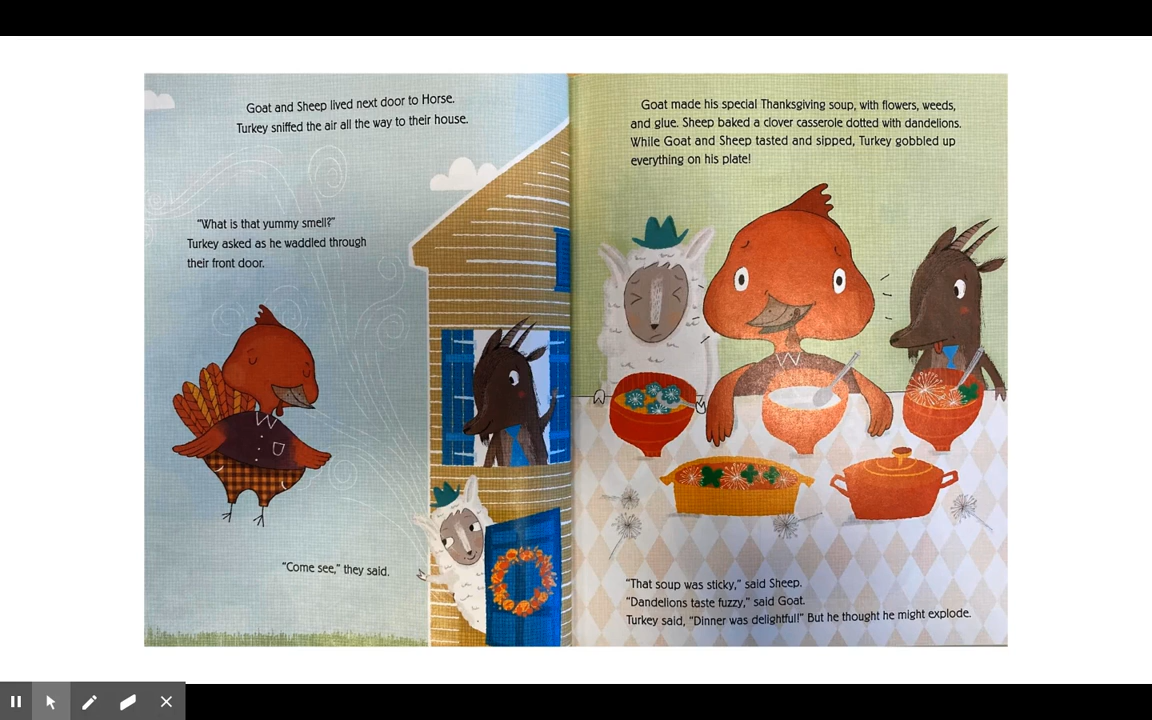 Goat and Sheep lived next door to Horse.
Turkey sniffed the air all the way to their house.
"What is that yummy smell?"
Turkey asked as he waddled through
their front door.
"Come see," they said.
Goat made his special Thanksgiving soup, with flowers, weeds,
and glue. Sheep baked a clover casserole dotted with dandelions.
While Goat and Sheep tasted and sipped, Turkey gobbled up
everything on his plate!
"That soup was sticky," said Sheep.
"Dandelions taste fuzzy," said Goat.
Turkey said, "Dinner was delightful!" But he thought he might explode.